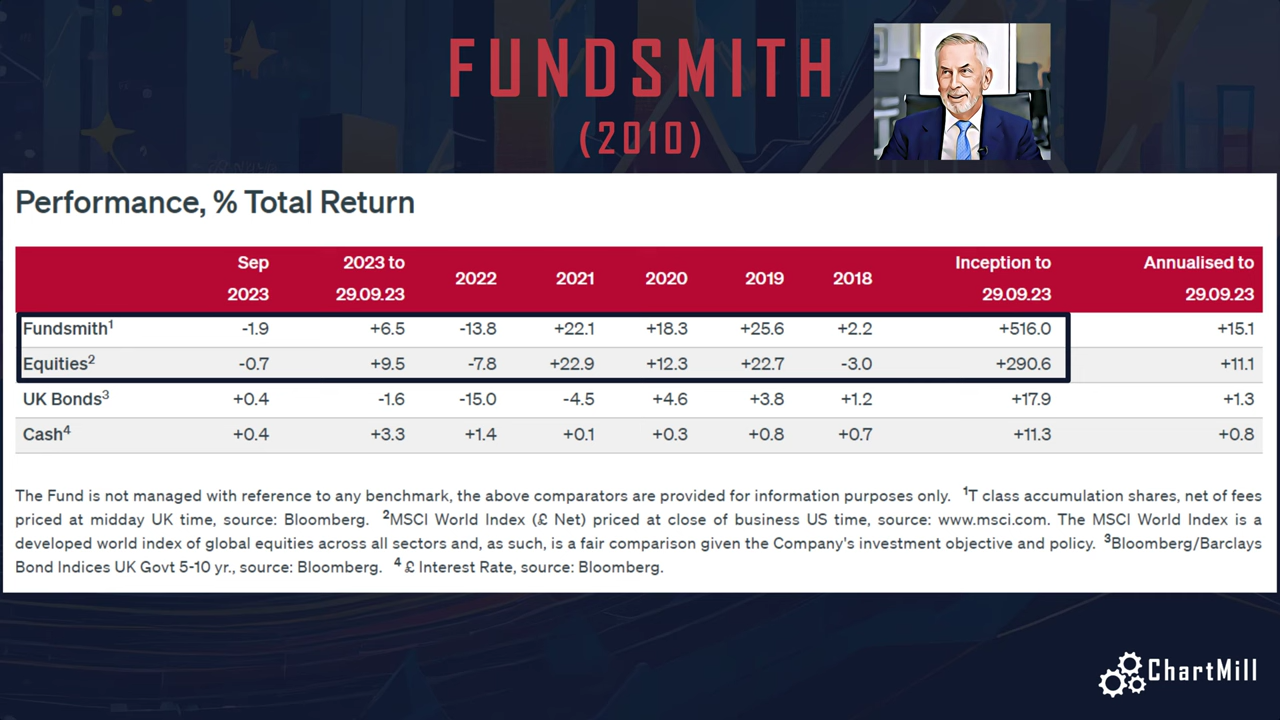 FUNDSMITH
(2010)
Performance, % Total Return
Sep 2023 2023 to 29.09.23 2022 2021 2020 2019 2018 Inception to 29.09.23 Annualised to 29.09.23
Fundsmith¹ -1.9 +6.5 -13.8 +22.1 +18.3 +25.6 +2.2 +516.0 +15.1
Equities² -0.7 +9.5 -7.8 +22.9 +12.3 +22.7 -3.0 +290.6 +11.1
UK Bonds³ +0.4 -1.6 -15.0 -4.5 +4.6 +3.8 +1.2 +17.9 +1.3
Cash⁴ +0.4 +3.3 +1.4 +0.1 +0.3 +0.8 +0.7 +11.3 +0.8
The Fund is not managed with reference to any benchmark, the above comparators are provided for information purposes only. ¹T class accumulation shares, net of fees
priced at midday UK time, source: Bloomberg. ²MSCI World Index (£ Net) priced at close of business US time, source: www.msci.com. The MSCI World Index is a
developed world index of global equities across all sectors and, as such, is a fair comparison given the Company's investment objective and policy. ³Bloomberg/Barclays
Bond Indices UK Govt 5-10 yr., source: Bloomberg. ⁴ £ Interest Rate, source: Bloomberg.
ChartMill